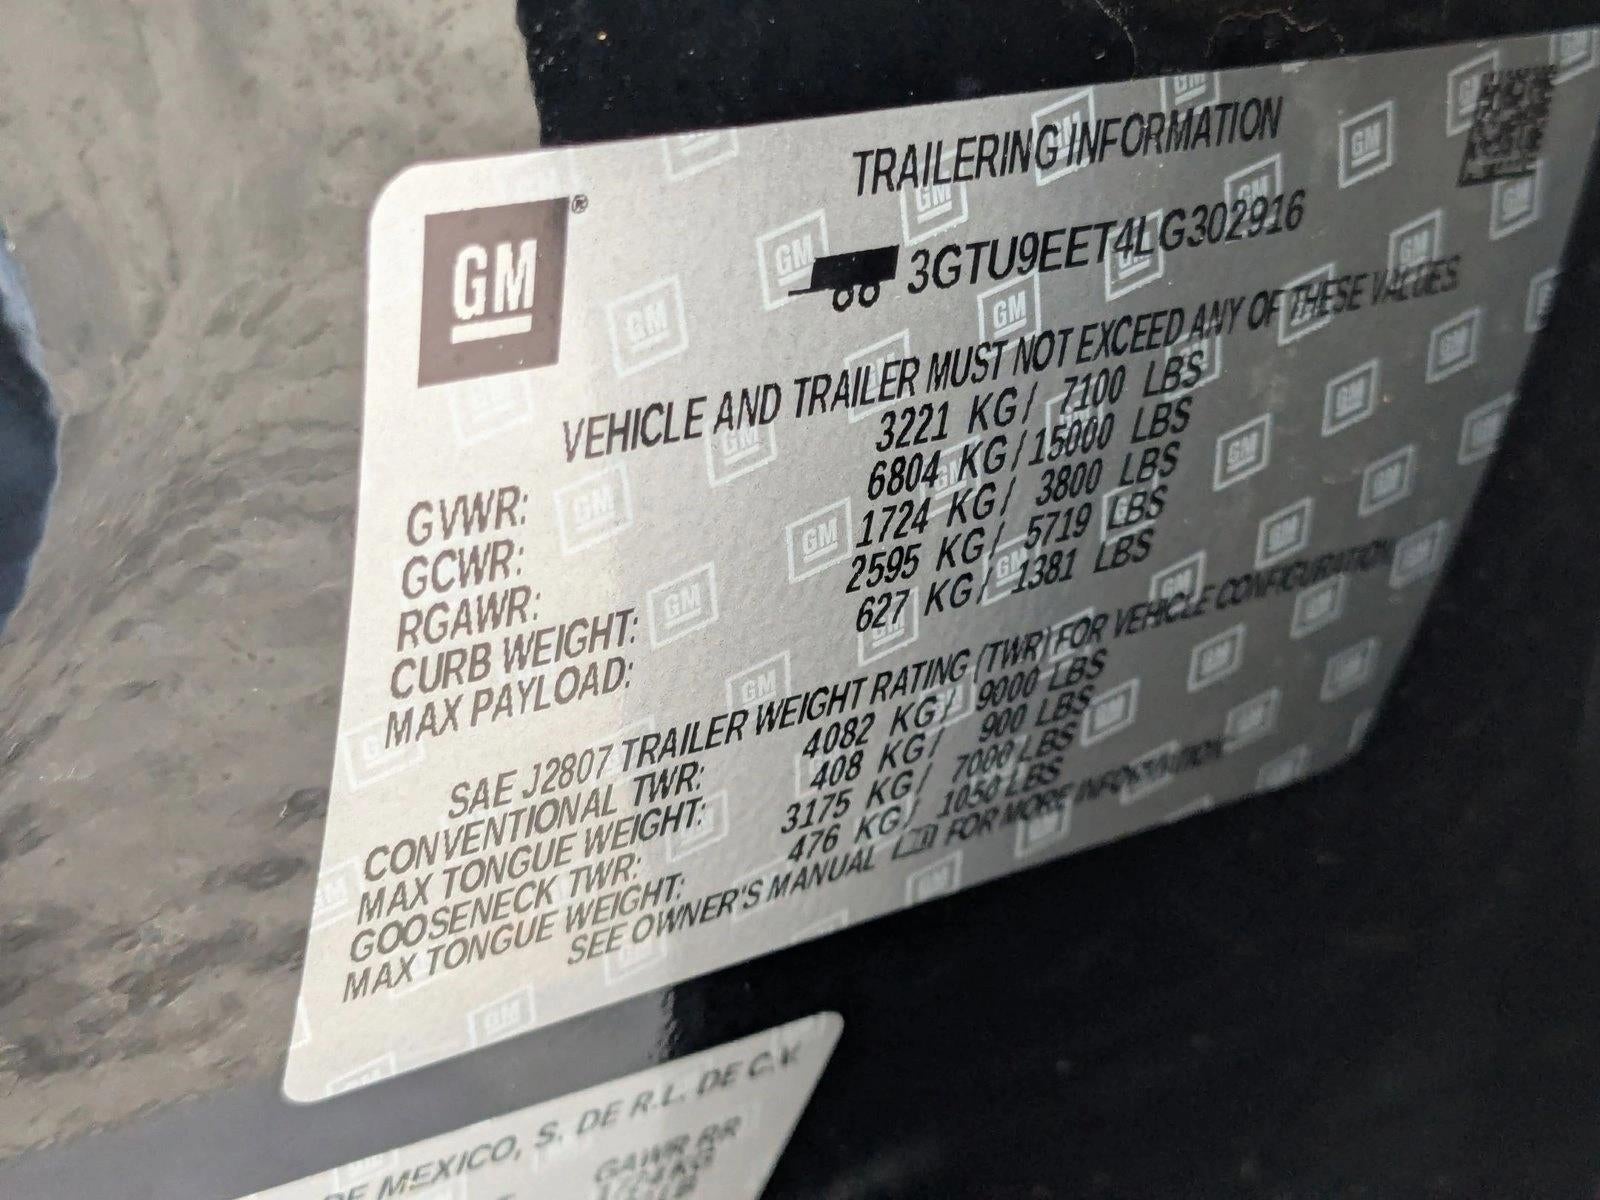 GM®
TRAILERING INFORMATION
3GTU9EET4LG302916
VEHICLE AND TRAILER MUST NOT EXCEED ANY OF THESE VALUES
GVWR: 3221 KG/ 7100 LBS
GCWR: 6804 KG/15000 LBS
RGAWR: 1724 KG/ 3800 LBS
CURB WEIGHT: 2595 KG/ 5719 LBS
MAX PAYLOAD: 627 KG/ 1381 LBS
SAE J2807 TRAILER WEIGHT RATING (TWR) FOR VEHICLE CONFIGURATION
CONVENTIONAL TWR: 4082 KG/ 9000 LBS
MAX TONGUE WEIGHT: 408 KG/ 900 LBS
GOOSENECK TWR: 3175 KG/ 7000 LBS
MAX TONGUE WEIGHT: 476 KG/ 1050 LBS
SEE OWNER'S MANUAL FOR MORE INFORMATION
DE MEXICO, S. DE R.L. DE C.V.
GAWR RR
1724 KG